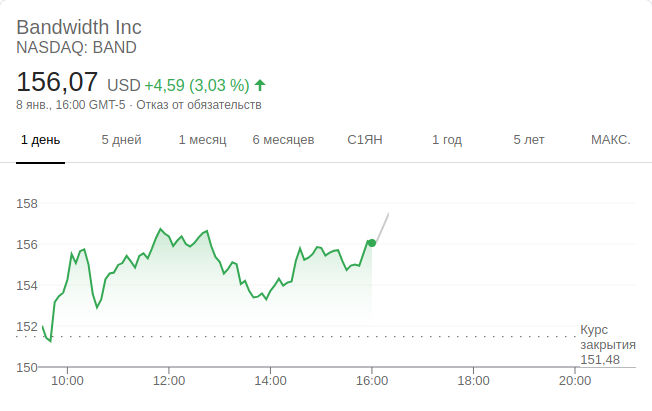 Bandwidth Inc
NASDAQ: BAND
156,07 USD +4,59 (3,03 %)
8 янв., 16:00 GMT-5 · Отказ от обязательств
1 день 5 дней 1 месяц 6 месяцев С1ЯН 1 год 5 лет МАКС.
158
156
154
152
150
Курс
закрытия
151,48
10:00 12:00 14:00 16:00 18:00 20:00